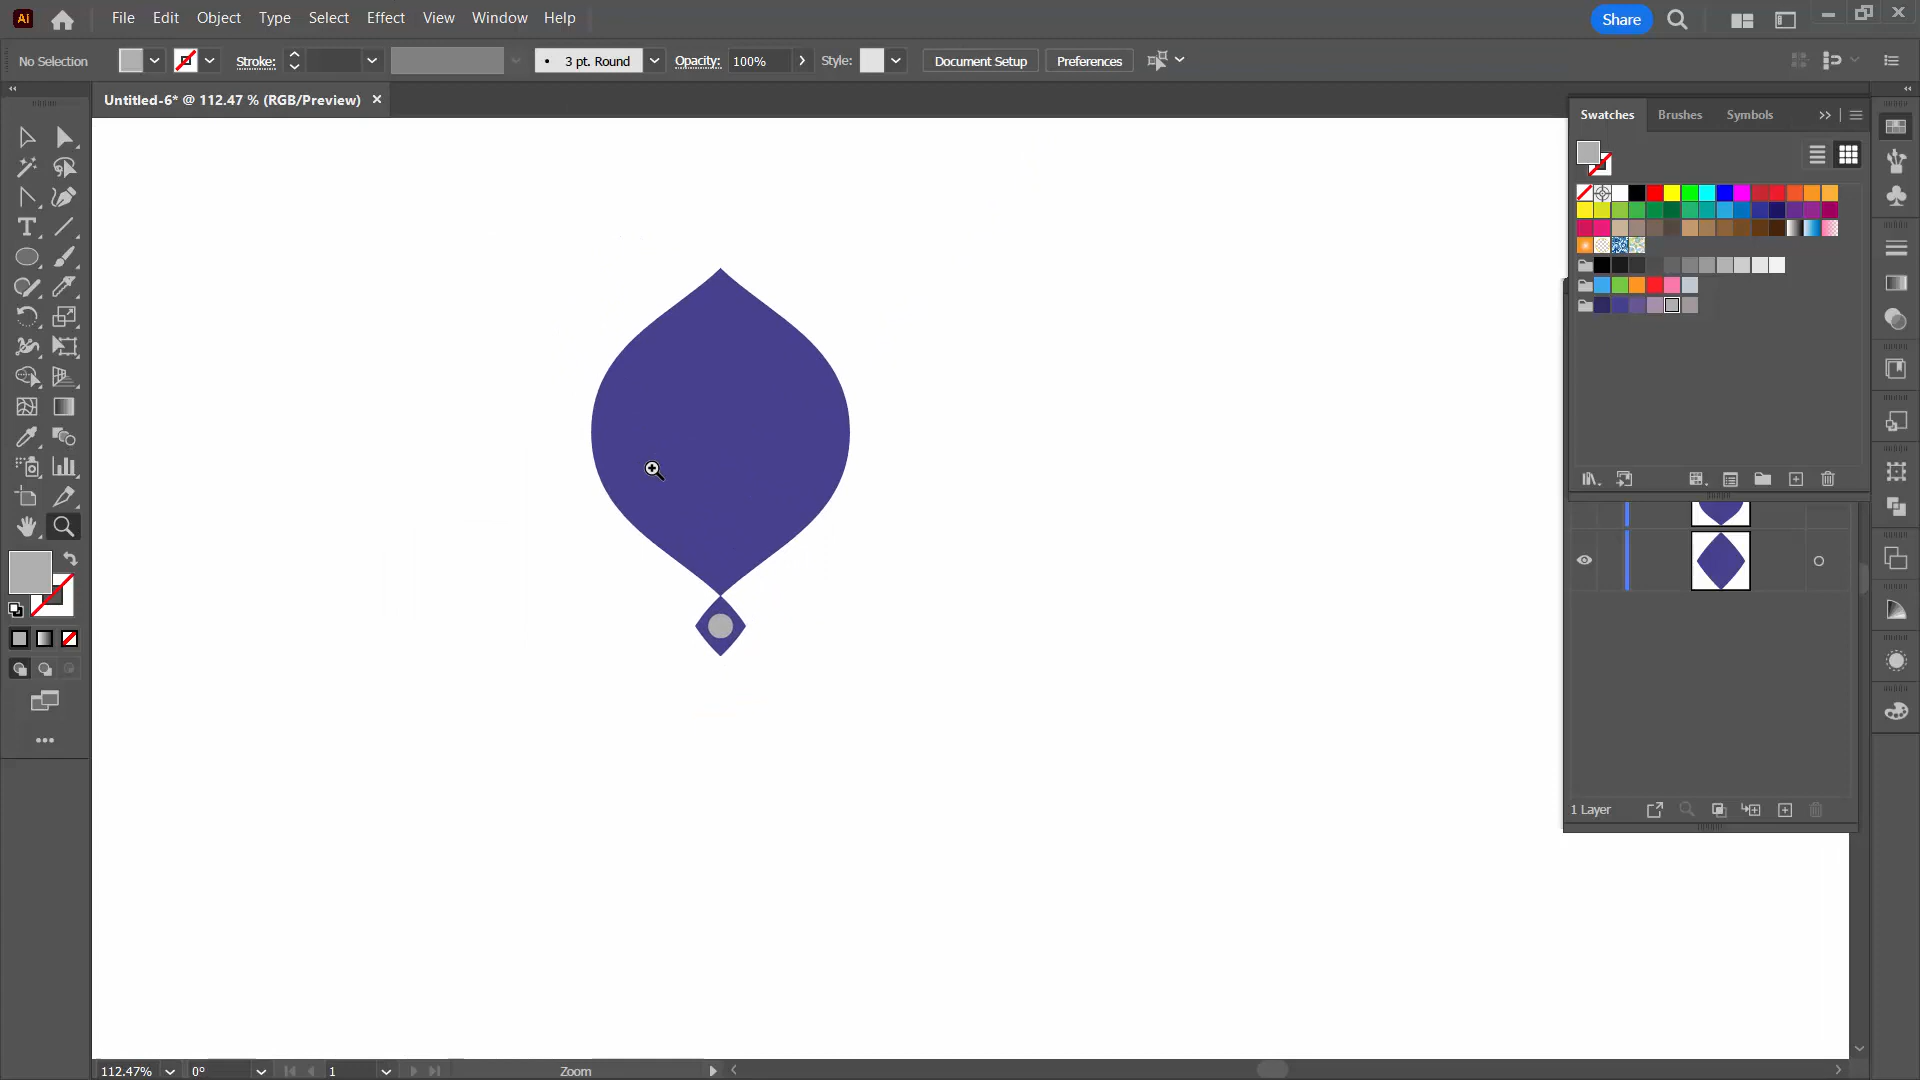 Ai File Edit Object Type Select Effect View Window Help Share
No Selection Stroke: 3 pt. Round Opacity: 100% Style: Document Setup Preferences
Untitled-6* @ 112.47 % (RGB/Preview)
Swatches Brushes Symbols
1 Layer
112.47% 0° 1 Zoom